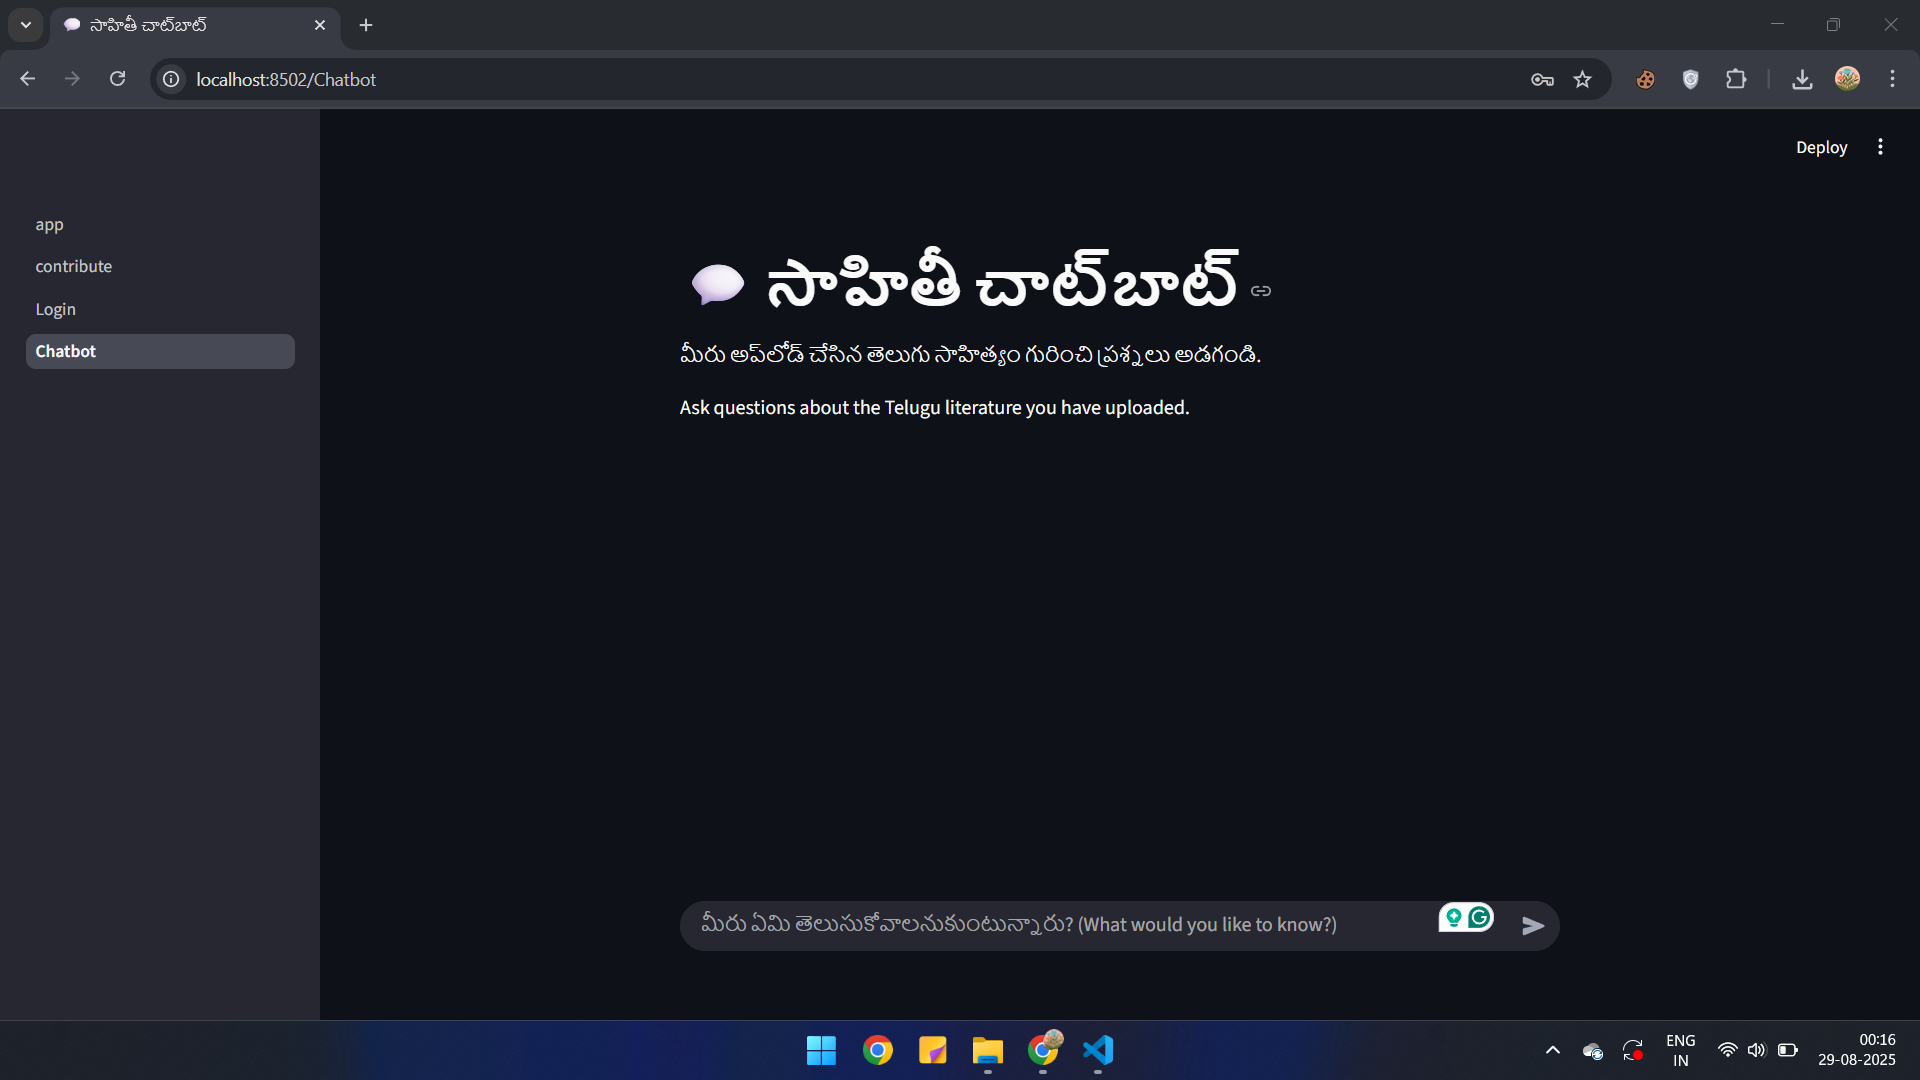 సాహితీ చాట్‌బాట్
localhost:8502/Chatbot
Deploy
app
contribute
Login
Chatbot
సాహితీ చాట్‌బాట్
మీరు అప్‌లోడ్ చేసిన తెలుగు సాహిత్యం గురించి ప్రశ్నలు అడగండి.
Ask questions about the Telugu literature you have uploaded.
మీరు ఏమి తెలుసుకోవాలనుకుంటున్నారు? (What would you like to know?)
ENG
IN
00:16
29-08-2025